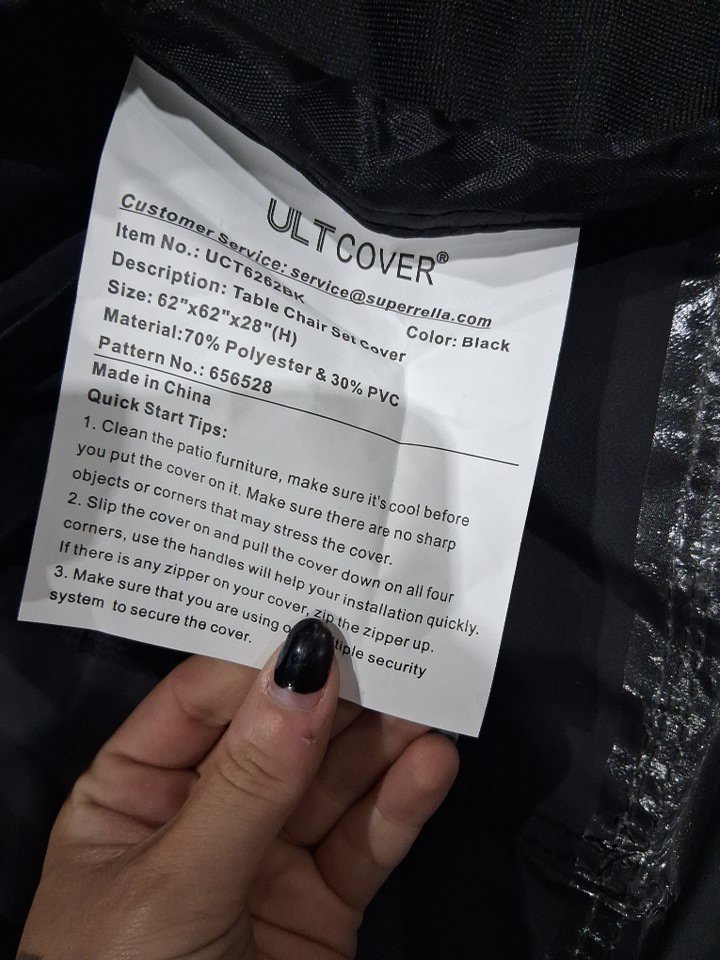 ULTCOVER®
Customer Service: service@superrella.com
Item No.: UCT6262BK Color: Black
Description: Table Chair Set Cover
Size: 62"x62"x28"(H)
Material:70% Polyester & 30% PVC
Pattern No.: 656528
Made in China
Quick Start Tips:
1. Clean the patio furniture, make sure it's cool before
you put the cover on it. Make sure there are no sharp
objects or corners that may stress the cover.
2. Slip the cover on and pull the cover down on all four
corners, use the handles will help your installation quickly.
If there is any zipper on your cover, zip the zipper up.
3. Make sure that you are using security
system to secure the cover.